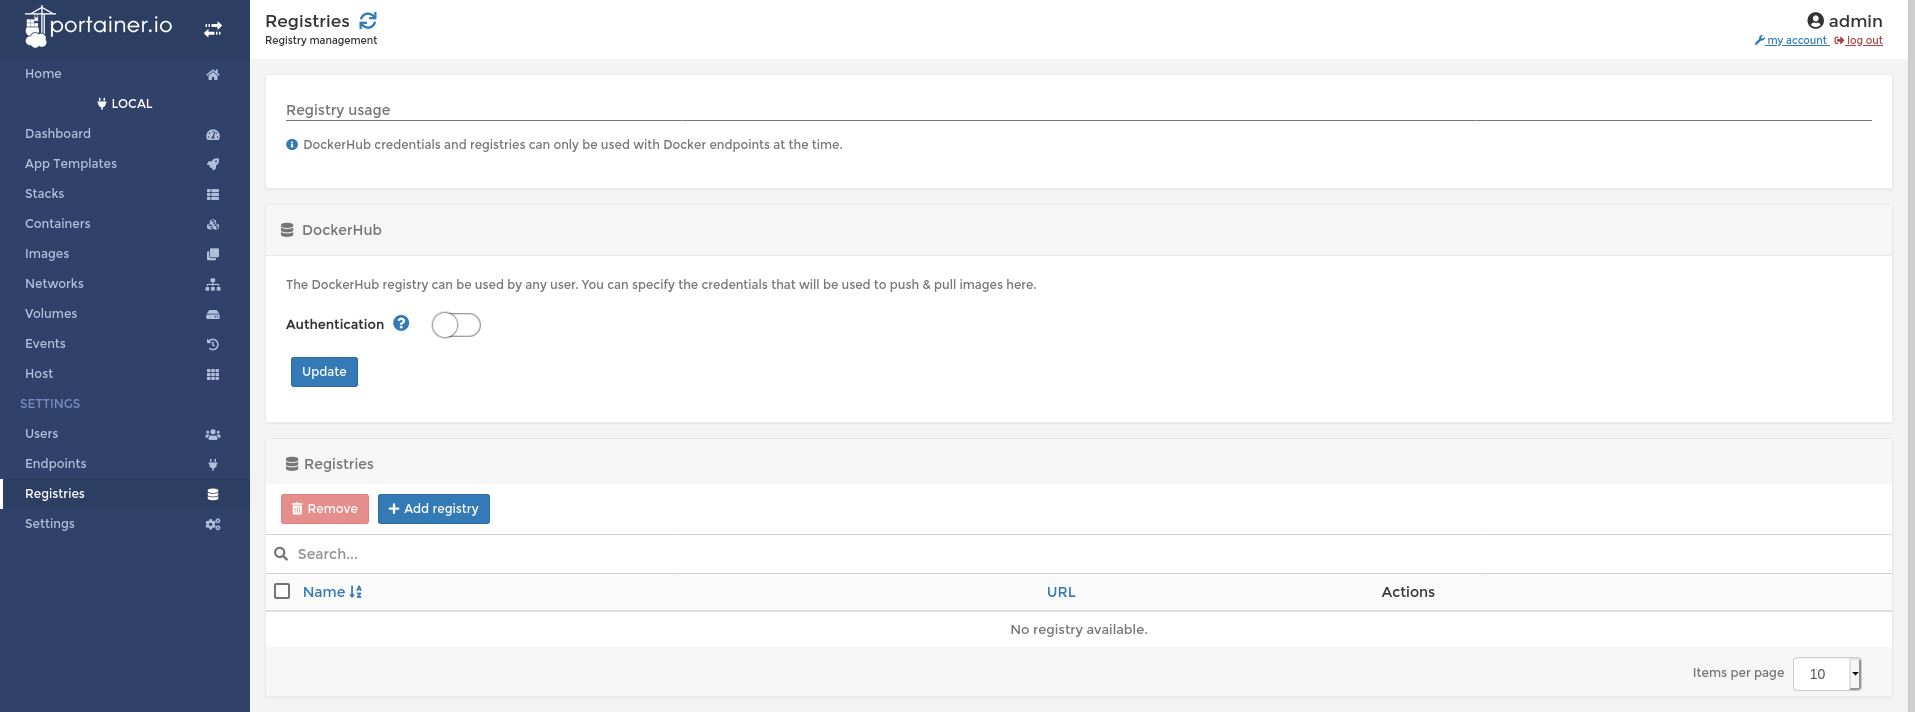 portainer.io
Home
LOCAL
Dashboard
App Templates
Stacks
Containers
Images
Networks
Volumes
Events
Host
SETTINGS
Users
Endpoints
Registries
Settings
Registries
Registry management
admin
my account log out
Registry usage
DockerHub credentials and registries can only be used with Docker endpoints at the time.
DockerHub
The DockerHub registry can be used by any user. You can specify the credentials that will be used to push & pull images here.
Authentication
Update
Registries
Remove + Add registry
Search...
Name URL Actions
No registry available.
Items per page 10